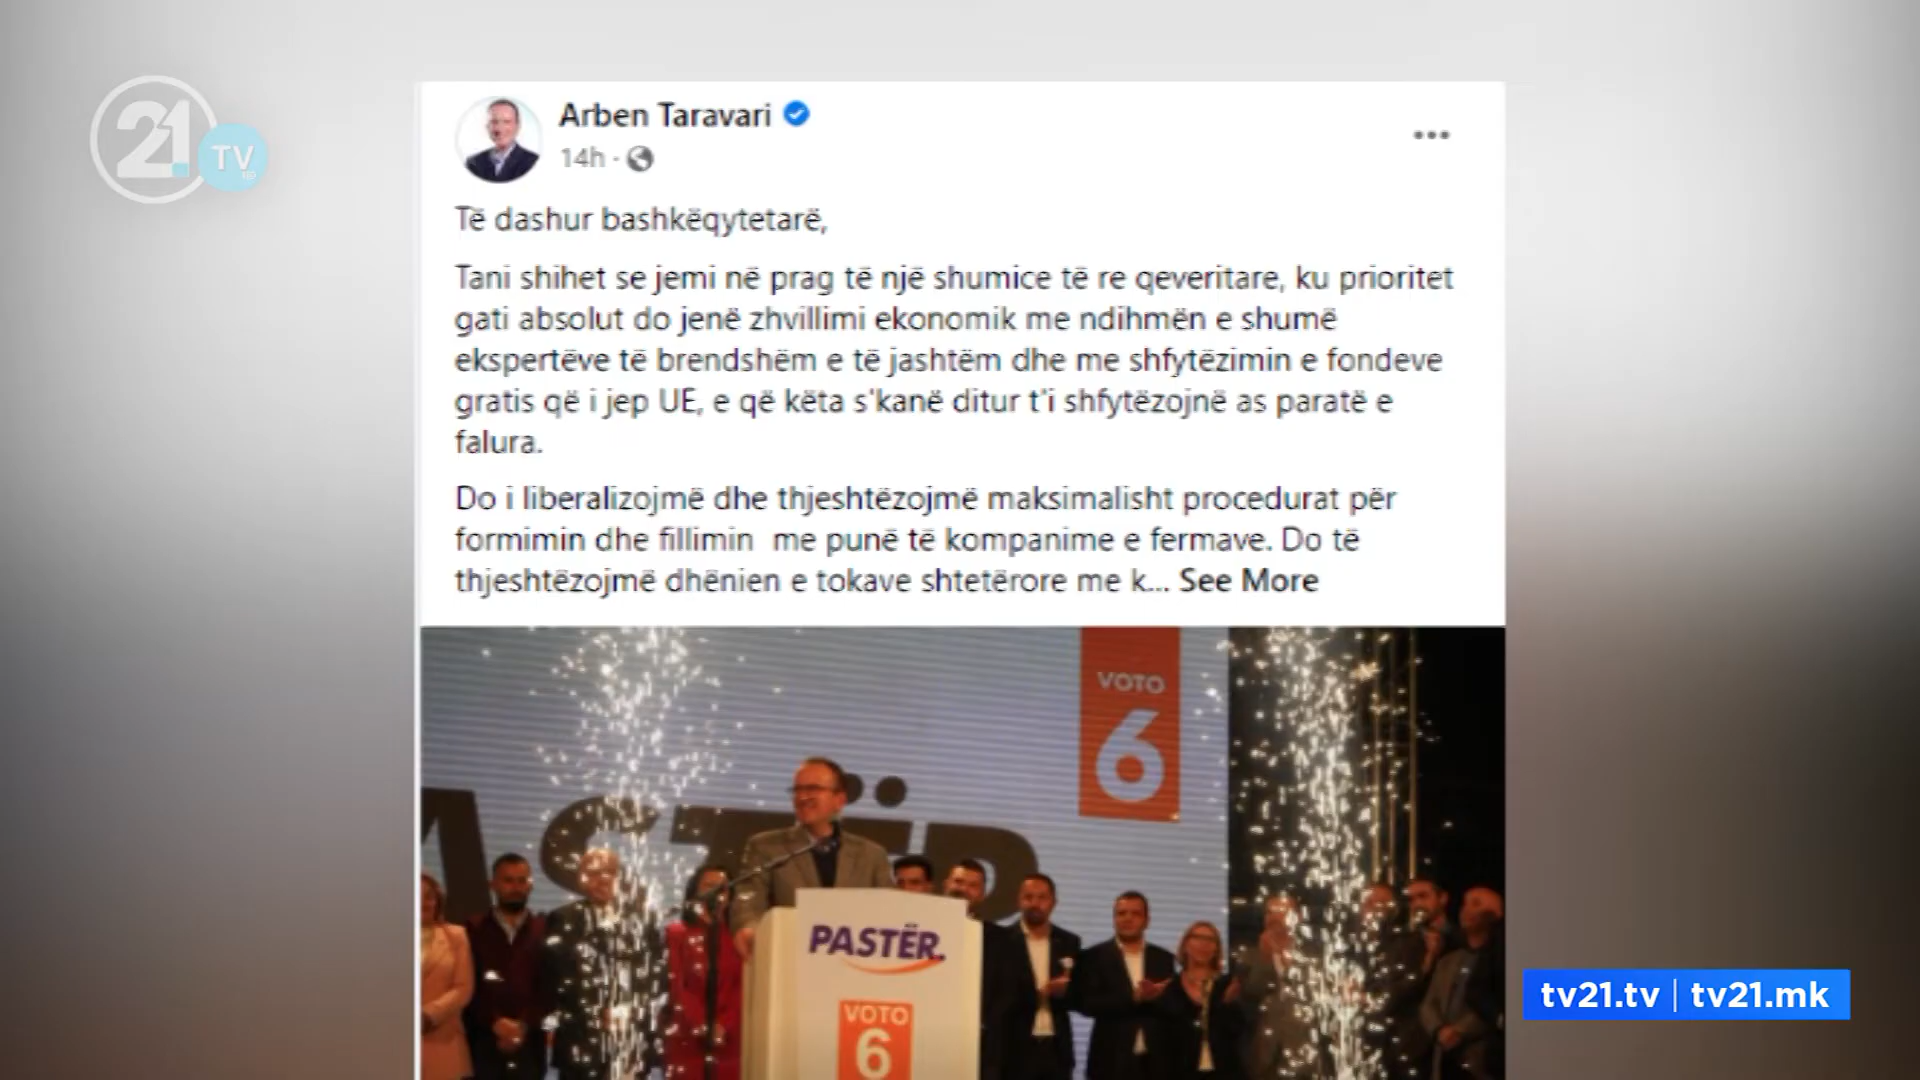 21 TV HD
Arben Taravari
14h ·
Të dashur bashkëqytetarë,
Tani shihet se jemi në prag të një shumice të re qeveritare, ku prioritet
gati absolut do jenë zhvillimi ekonomik me ndihmën e shumë
ekspertëve të brendshëm e të jashtëm dhe me shfytëzimin e fondeve
gratis që i jep UE, e që këta s'kanë ditur t'i shfytëzojnë as paratë e
falura.
Do i liberalizojmë dhe thjeshtëzojmë maksimalisht procedurat për
formimin dhe fillimin me punë të kompanime e fermave. Do të
thjeshtëzojmë dhënien e tokave shtetërore me k... See More
VOTO
6
ASTËR
PASTËR.
VOTO
6
tv21.tv | tv21.mk